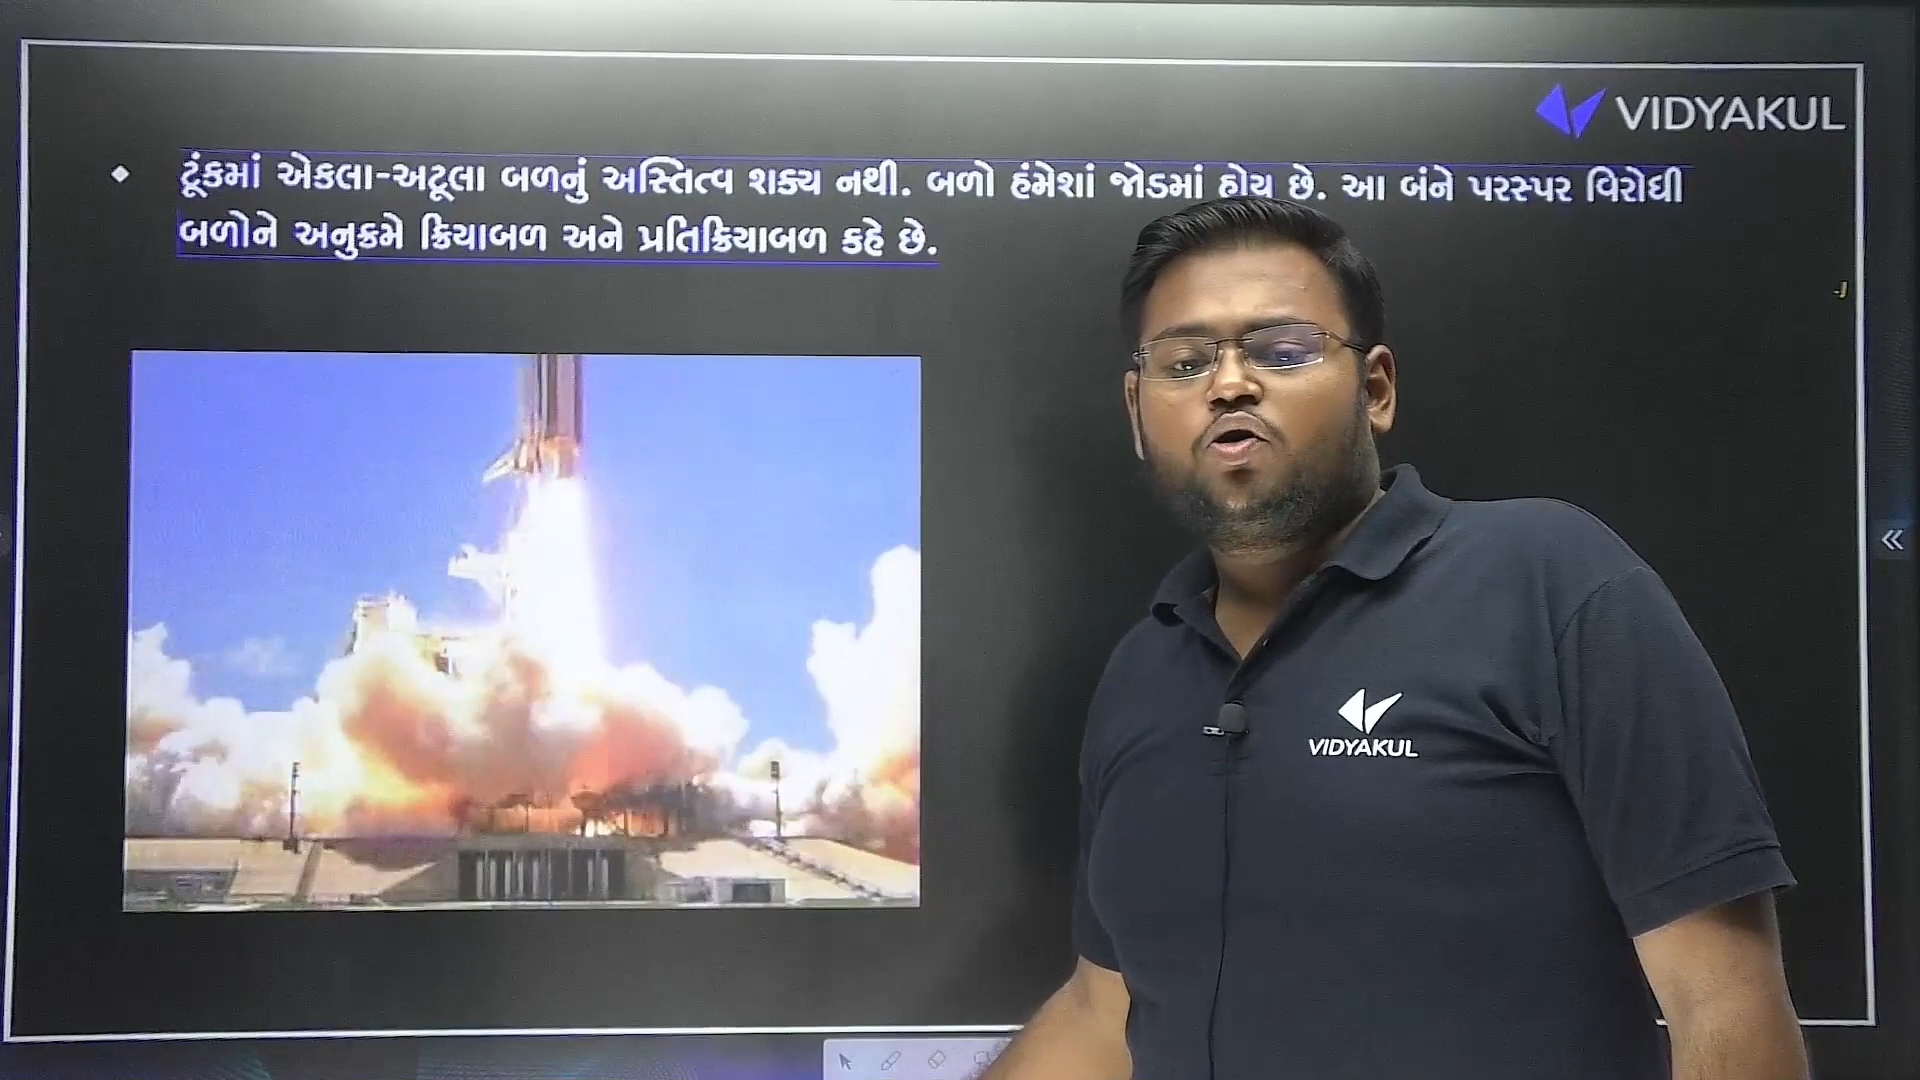 VIDYAKUL
ટૂંકમાં એકલા-અટૂલા બળનું અસ્તિત્વ શક્ય નથી. બળો હંમેશાં જોડમાં હોય છે. આ બંને પરસ્પર વિરોધી
બળોને અનુક્રમે ક્રિયાબળ અને પ્રતિક્રિયાબળ કહે છે.
VIDYAKUL